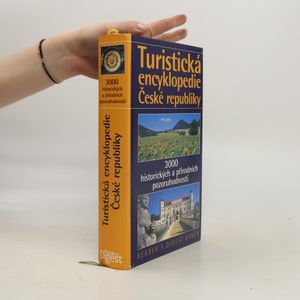 Turistická
encyklopedie
České republiky
3000
historických a přírodních
pozoruhodností
READER'S DIGEST VÝBĚR
3000
historických
a přírodních
pozoruhodností
Turistická encyklopedie
České republiky
Reader's
Digest